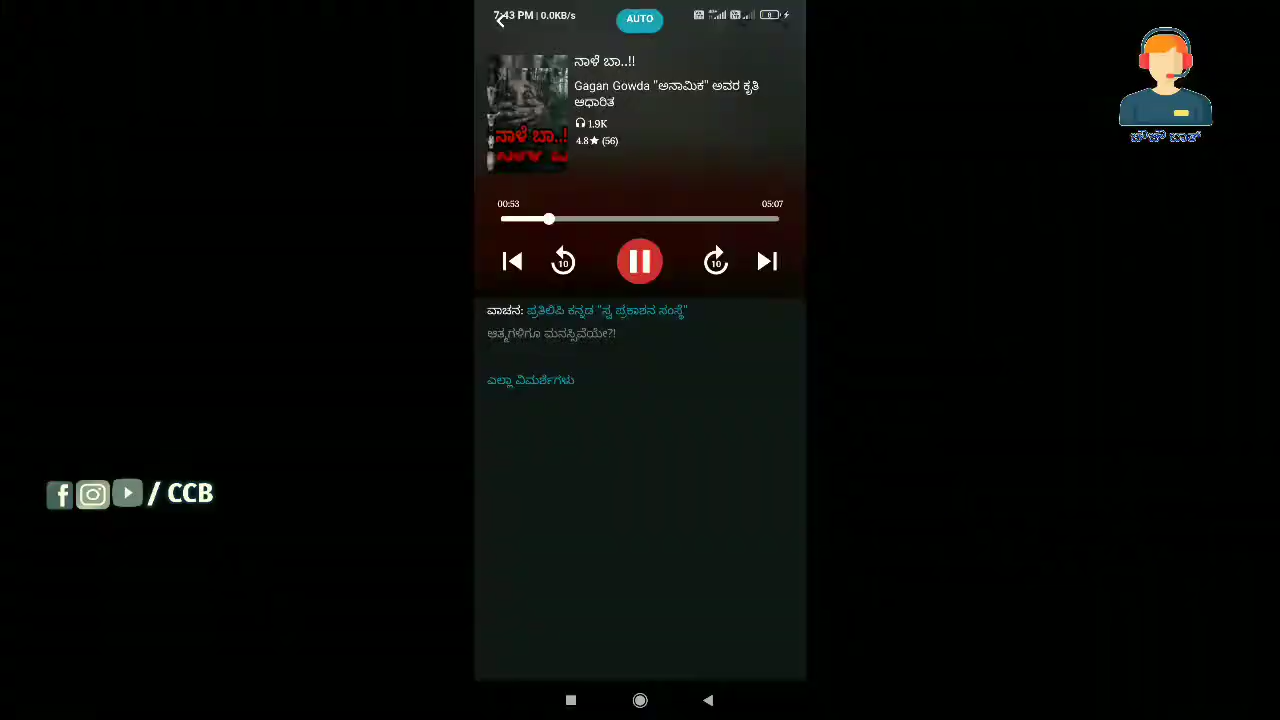 7:43 PM | 0.0KB/s
AUTO
ನಾಳೆ ಬಾ..!!
Gagan Gowda "ಅನಾಮಿಕ" ಅವರ ಕೃತಿ
ಆಧಾರಿತ
1.9K
4.8★ (56)
ನಾಳೆ ಬಾ..!
00:53
05:07
10
10
ವಾಚನ: ಪ್ರತಿಲಿಪಿ ಕನ್ನಡ "ಸ್ವ ಪ್ರಕಾಶನ ಸಂಸ್ಥೆ"
ಆತ್ಮಗಳಿಗೂ ಮನಸ್ಸಿವೆಯೇ?!
ಎಲ್ಲಾ ವಿಮರ್ಶೆಗಳು
/ CCB